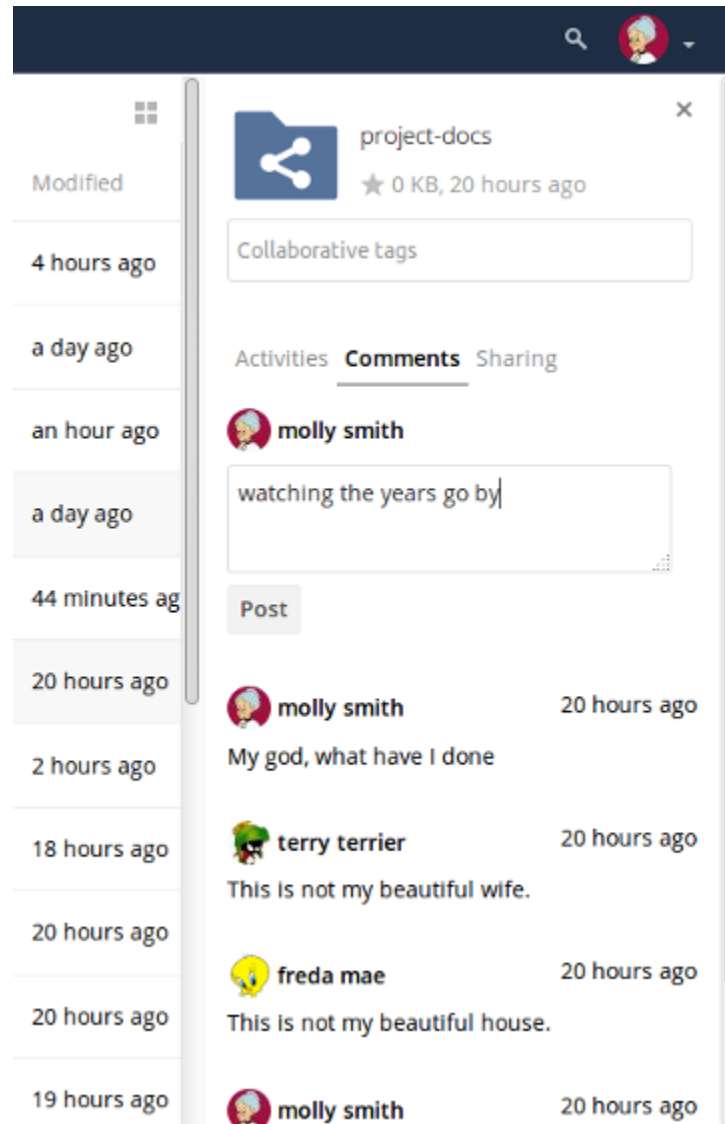 project-docs
0 KB, 20 hours ago
Modified
Collaborative tags
4 hours ago
a day ago
Activities Comments Sharing
an hour ago
molly smith
watching the years go by
a day ago
44 minutes ag
Post
20 hours ago
molly smith 20 hours ago
My god, what have I done
2 hours ago
terry terrier 20 hours ago
18 hours ago
This is not my beautiful wife.
20 hours ago
freda mae 20 hours ago
20 hours ago
This is not my beautiful house.
19 hours ago
molly smith 20 hours ago